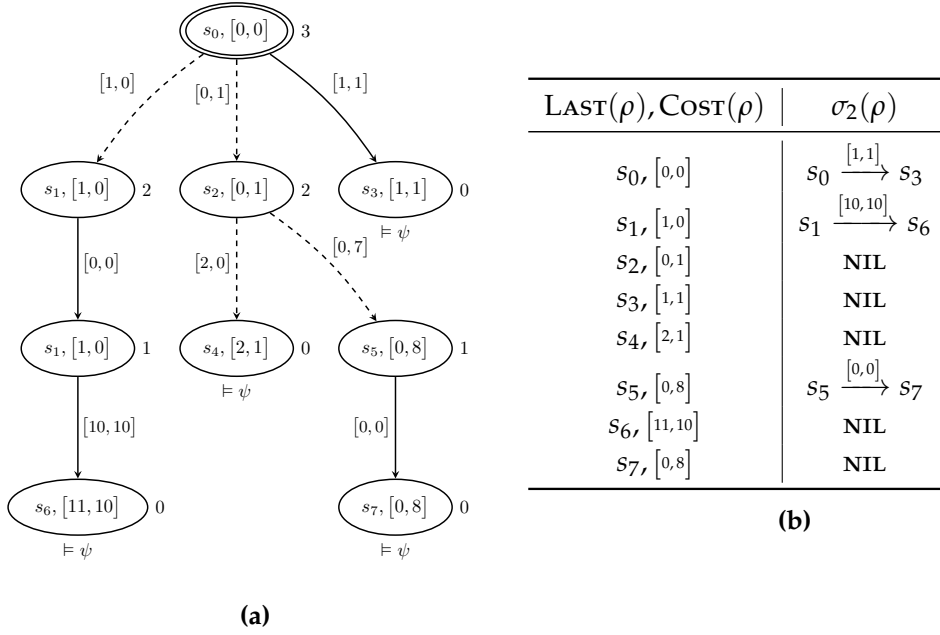 s₀, [0, 0] 3
[1, 0]
[0, 1]
[1, 1]
s₁, [1, 0] 2
s₂, [0, 1] 2
s₃, [1, 1] 0
⊨ ψ
[0, 0]
[2, 0]
[0, 7]
s₁, [1, 0] 1
s₄, [2, 1] 0
s₅, [0, 8] 1
⊨ ψ
[10, 10]
[0, 0]
s₆, [11, 10] 0
s₇, [0, 8] 0
⊨ ψ
⊨ ψ
(a)
LAST(ρ), COST(ρ) σ₂(ρ)
s₀, [0,0] s₀ —[1,1]→ s₃
s₁, [1,0] s₁ —[10,10]→ s₆
s₂, [0,1] NIL
s₃, [1,1] NIL
s₄, [2,1] NIL
s₅, [0,8] s₅ —[0,0]→ s₇
s₆, [11,10] NIL
s₇, [0,8] NIL
(b)